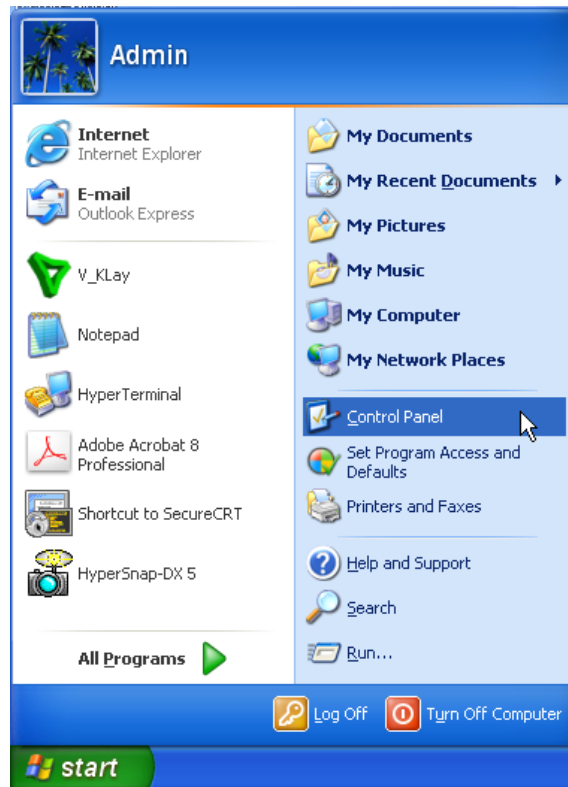 Admin
Internet
Internet Explorer
E-mail
Outlook Express
V_KLay
Notepad
HyperTerminal
Adobe Acrobat 8
Professional
Shortcut to SecureCRT
HyperSnap-DX 5
All Programs
My Documents
My Recent Documents
My Pictures
My Music
My Computer
My Network Places
Control Panel
Set Program Access and
Defaults
Printers and Faxes
Help and Support
Search
Run...
Log Off
Turn Off Computer
start